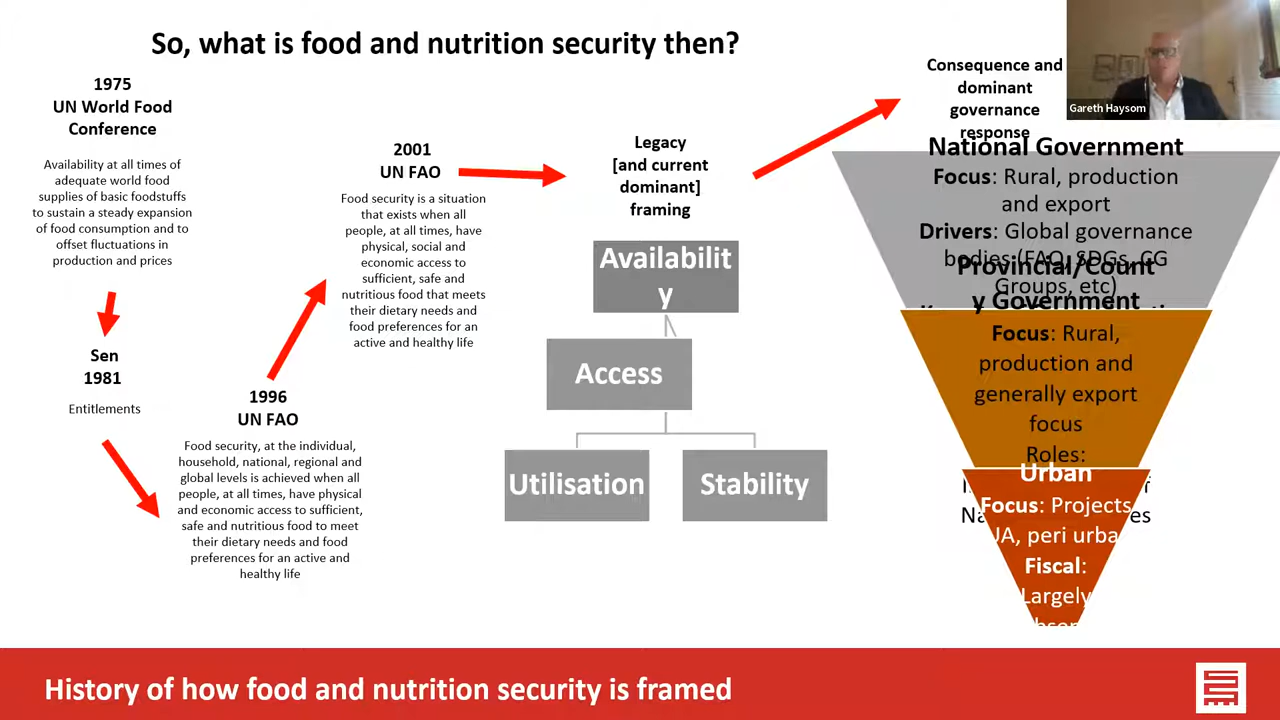 So, what is food and nutrition security then?
1975
UN World Food
Conference
Availability at all times of
adequate world food
supplies of basic foodstuffs
to sustain a steady expansion
of food consumption and to
offset fluctuations in
production and prices
Sen
1981
Entitlements
1996
UN FAO
Food security, at the individual,
household, national, regional and
global levels is achieved when all
people, at all times, have physical
and economic access to sufficient,
safe and nutritious food to meet
their dietary needs and food
preferences for an active and
healthy life
2001
UN FAO
Food security is a situation
that exists when all
people, at all times, have
physical, social and
economic access to
sufficient, safe and
nutritious food that meets
their dietary needs and
food preferences for an
active and healthy life
Legacy
[and current
dominant]
framing
Availabilit
y
Access
Utilisation
Stability
Consequence and
dominant
governance
response
Gareth Haysom
National Government
Focus: Rural, production
and export
Drivers: Global governance
bodies (FAO, SDGs, CG
Groups, etc)
Provincial/Count
y Government
Focus: Rural,
production and
generally export
focus
Roles:
Urban
Focus: Projects
UA, peri urba
Fiscal:
Largely
History of how food and nutrition security is framed